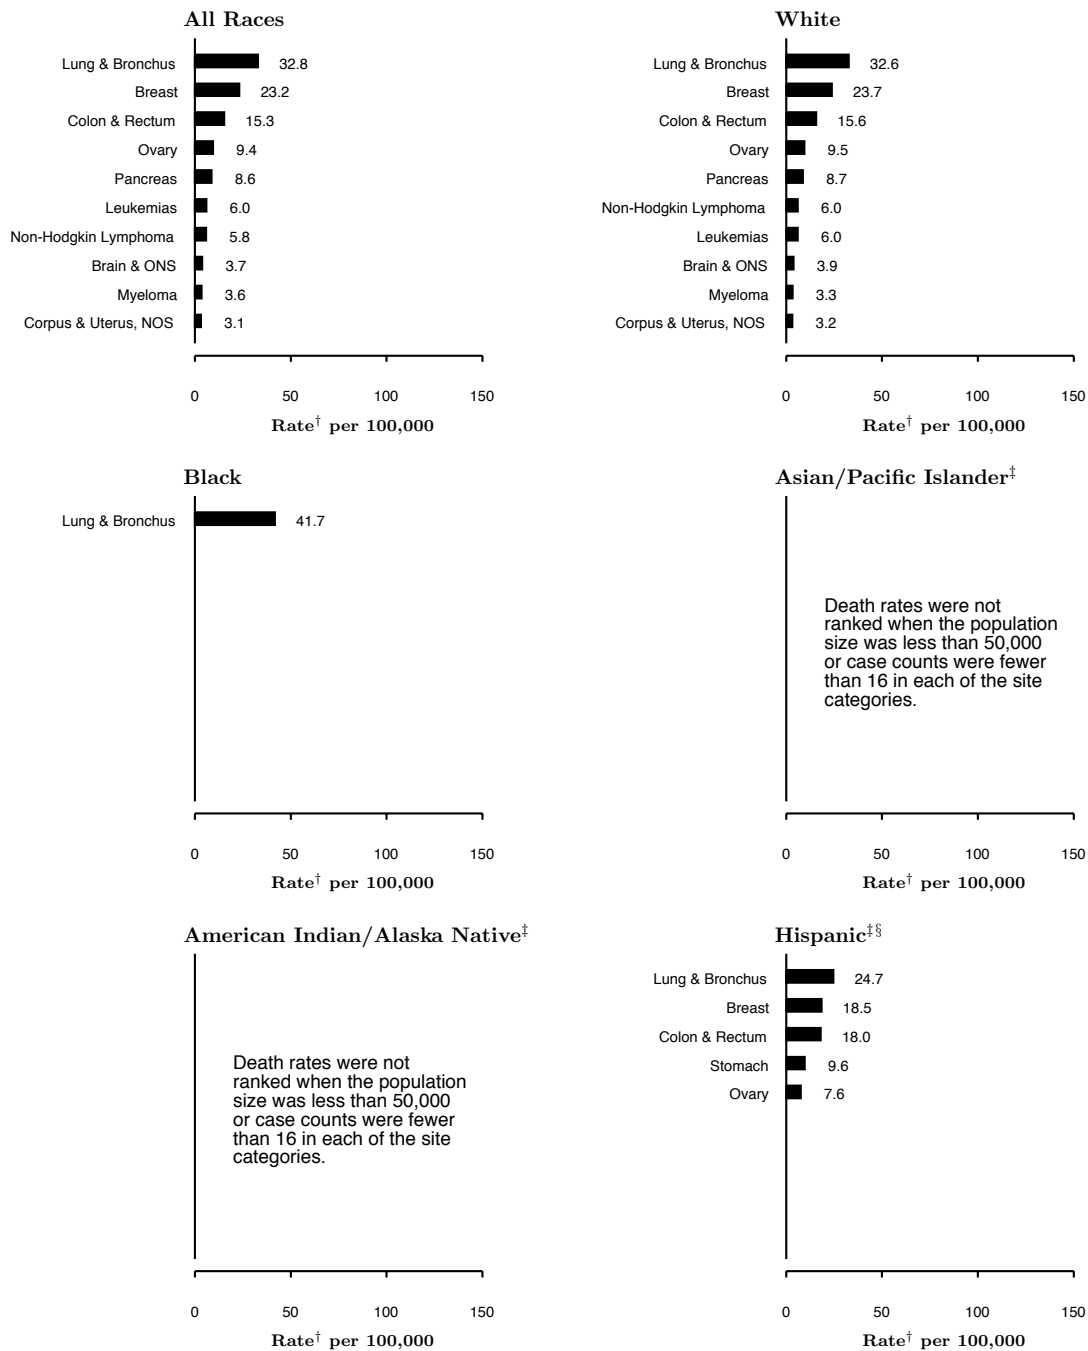 All Races
Lung & Bronchus 32.8
Breast 23.2
Colon & Rectum 15.3
Ovary 9.4
Pancreas 8.6
Leukemias 6.0
Non-Hodgkin Lymphoma 5.8
Brain & ONS 3.7
Myeloma 3.6
Corpus & Uterus, NOS 3.1
0 50 100 150
Rate† per 100,000
White
Lung & Bronchus 32.6
Breast 23.7
Colon & Rectum 15.6
Ovary 9.5
Pancreas 8.7
Non-Hodgkin Lymphoma 6.0
Leukemias 6.0
Brain & ONS 3.9
Myeloma 3.3
Corpus & Uterus, NOS 3.2
0 50 100 150
Rate† per 100,000
Black
Lung & Bronchus 41.7
0 50 100 150
Rate† per 100,000
Asian/Pacific Islander‡
Death rates were not
ranked when the population
size was less than 50,000
or case counts were fewer
than 16 in each of the site
categories.
0 50 100 150
Rate† per 100,000
American Indian/Alaska Native‡
Death rates were not
ranked when the population
size was less than 50,000
or case counts were fewer
than 16 in each of the site
categories.
0 50 100 150
Rate† per 100,000
Hispanic‡§
Lung & Bronchus 24.7
Breast 18.5
Colon & Rectum 18.0
Stomach 9.6
Ovary 7.6
0 50 100 150
Rate† per 100,000